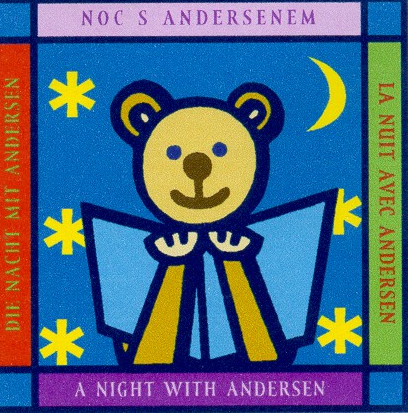 NOC S ANDERSENEM
DIE NACHT MIT ANDERSEN
LA NUIT AVEC ANDERSEN
A NIGHT WITH ANDERSEN